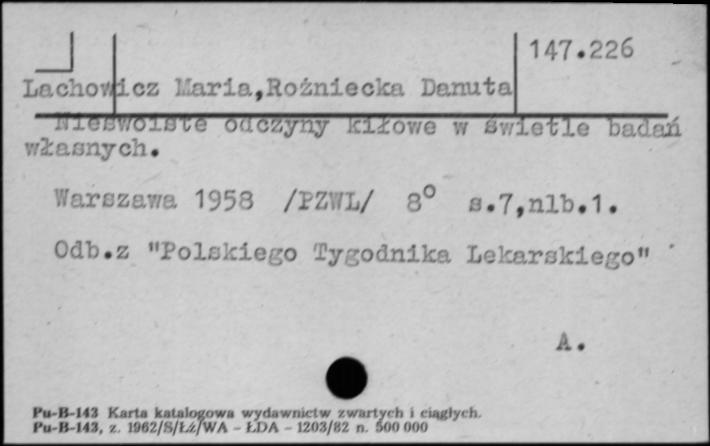 147.226
Lachowicz Maria,Rożniecka Danuta
Nieswoiste odczyny kiłowe w świetle badań
własnych.
Warszawa 1958 /PZWL/ 8° s.7,nlb.1.
Odb.z "Polskiego Tygodnika Lekarskiego"
A.
Pu-B-143 Karta katalogowa wydawnictw zwartych i ciągłych.
Pu-B-143, z. 1962/S/Łź/WA - ŁDA - 1203/82 n. 500 000